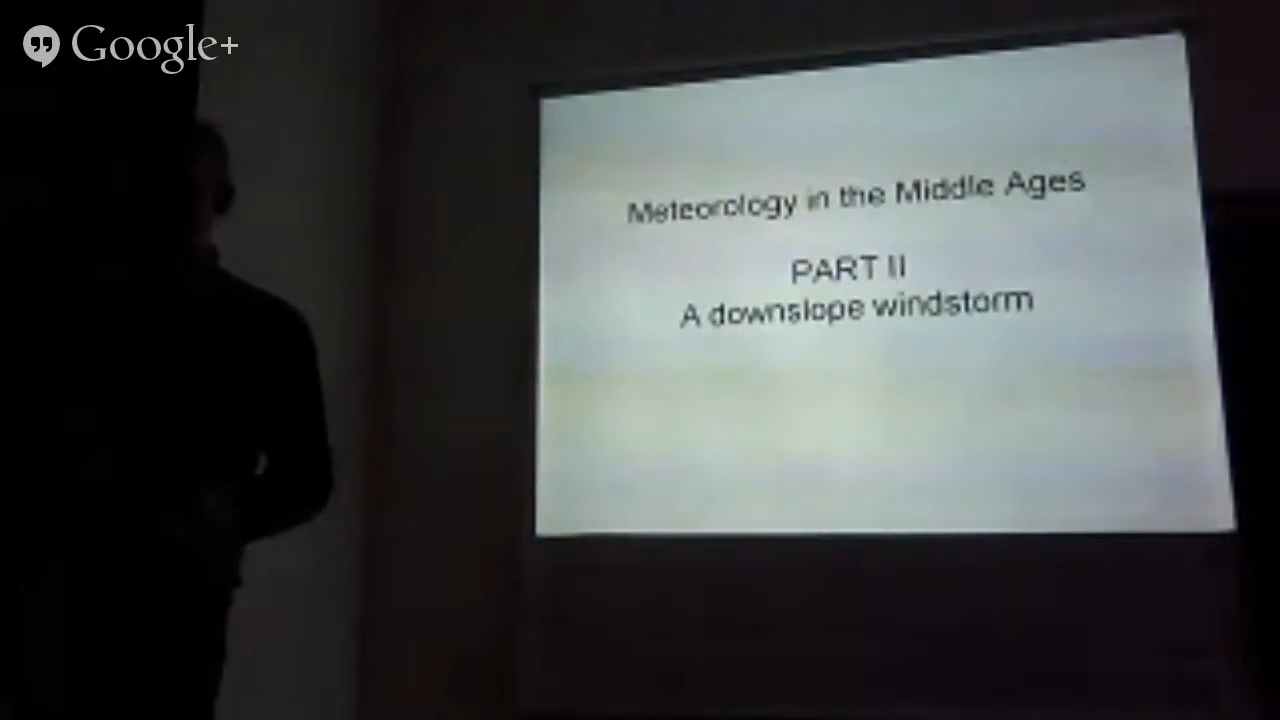 Google+
Meteorology in the Middle Ages
PART II
A downslope windstorm